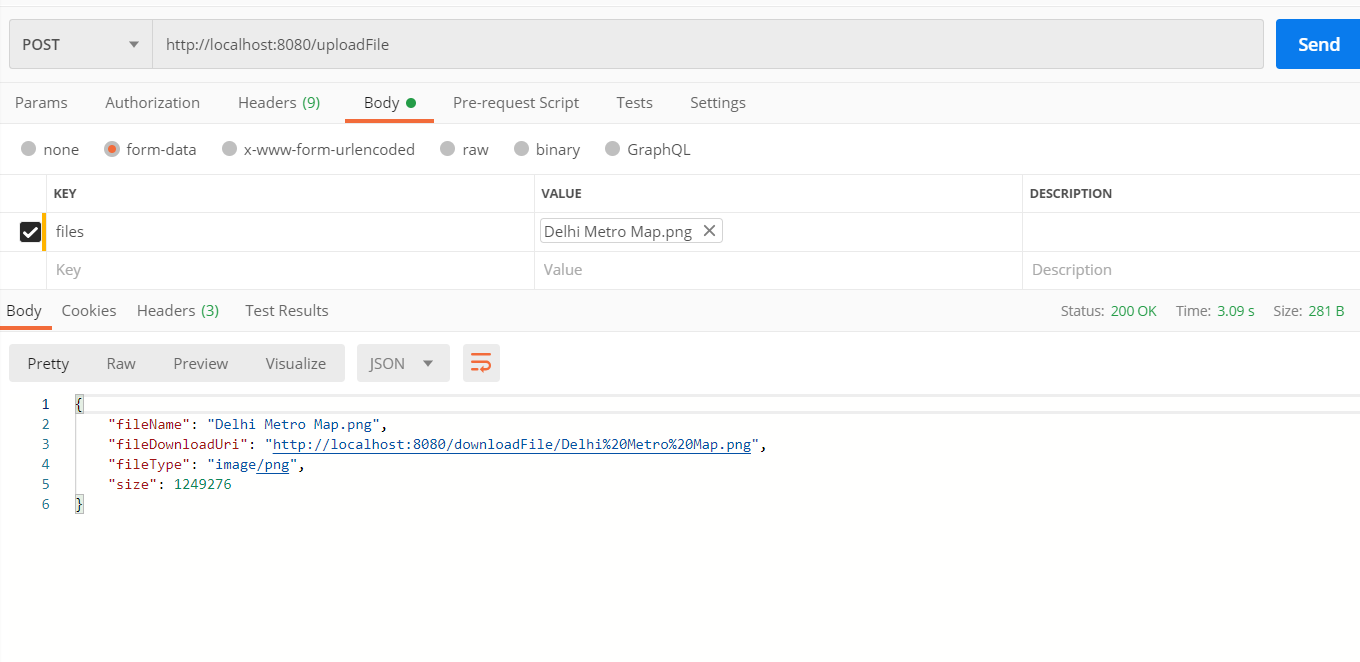 POST http://localhost:8080/uploadFile Send
Params Authorization Headers (9) Body Pre-request Script Tests Settings
none form-data x-www-form-urlencoded raw binary GraphQL
KEY VALUE DESCRIPTION
files Delhi Metro Map.png
Key Value Description
Body Cookies Headers (3) Test Results Status: 200 OK Time: 3.09 s Size: 281 B
Pretty Raw Preview Visualize JSON
1 {
2 "fileName": "Delhi Metro Map.png",
3 "fileDownloadUri": "http://localhost:8080/downloadFile/Delhi%20Metro%20Map.png",
4 "fileType": "image/png",
5 "size": 1249276
6 }